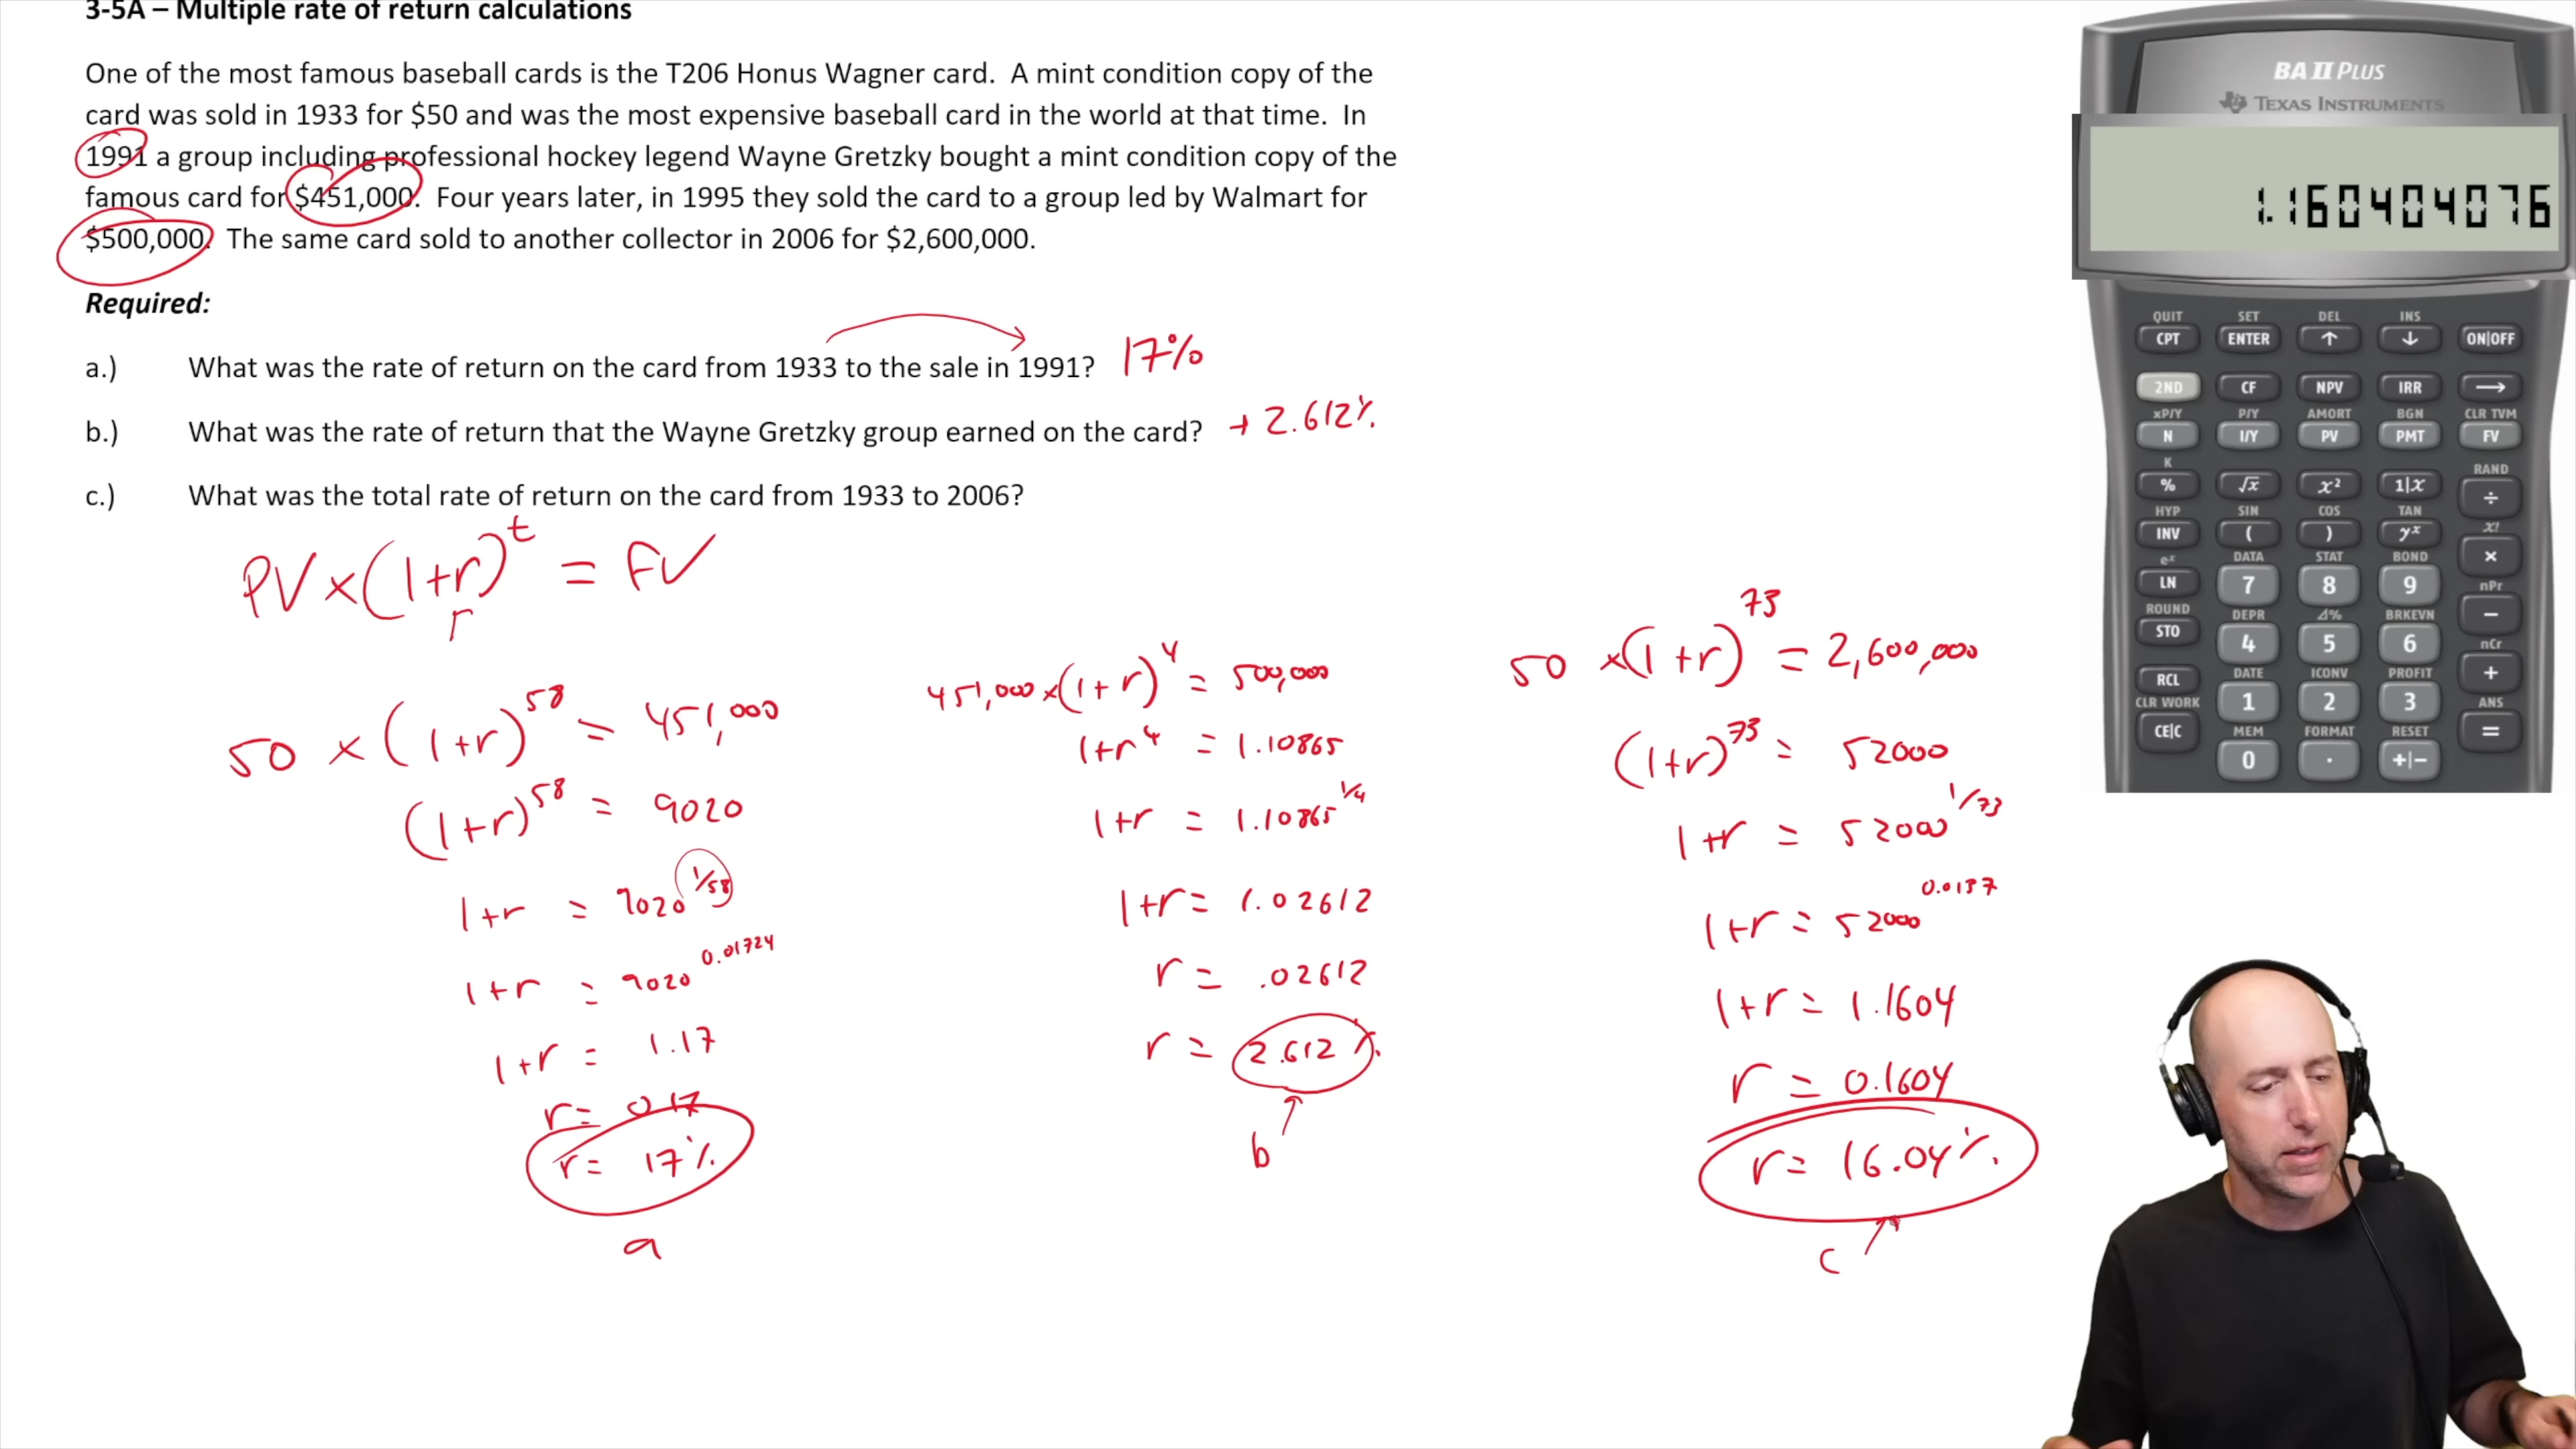 3-5A – Multiple rate of return calculations
One of the most famous baseball cards is the T206 Honus Wagner card. A mint condition copy of the
card was sold in 1933 for $50 and was the most expensive baseball card in the world at that time. In
1991 a group including professional hockey legend Wayne Gretzky bought a mint condition copy of the
famous card for $451,000. Four years later, in 1995 they sold the card to a group led by Walmart for
$500,000. The same card sold to another collector in 2006 for $2,600,000.
Required:
a.) What was the rate of return on the card from 1933 to the sale in 1991? 17%
b.) What was the rate of return that the Wayne Gretzky group earned on the card? + 2.612%
c.) What was the total rate of return on the card from 1933 to 2006?
PV × (1+r)^t = FV
r
50 × (1+r)^58 = 451,000
(1+r)^58 = 9020
1+r = 9020^1/58
1+r = 9020^0.01724
1+r = 1.17
r = 0.17
r = 17%
a
451,000 × (1+r)^4 = 500,000
1+r^4 = 1.10865
1+r = 1.10865^1/4
1+r = 1.02612
r = .02612
r = 2.612%
b
50 × (1+r)^73 = 2,600,000
(1+r)^73 = 52000
1+r = 52000^1/73
1+r = 52000^0.0137
1+r = 1.1604
r = 0.1604
r = 16.04%
c
BA II PLUS
TEXAS INSTRUMENTS
1.160404076
QUIT SET DEL INS
CPT ENTER ↑ ↓ ON|OFF
2ND CF NPV IRR →
xP/Y P/Y AMORT BGN CLR TVM
N I/Y PV PMT FV
K RAND
% √x x² 1|x ÷
HYP SIN COS TAN x!
INV ( ) yˣ ×
eˣ DATA STAT BOND nPr
LN 7 8 9 −
ROUND DEPR Δ% BRKEVN nCr
STO 4 5 6 +
DATE ICONV PROFIT ANS
RCL 1 2 3 =
CLR WORK MEM FORMAT RESET
CE|C 0 . +|−